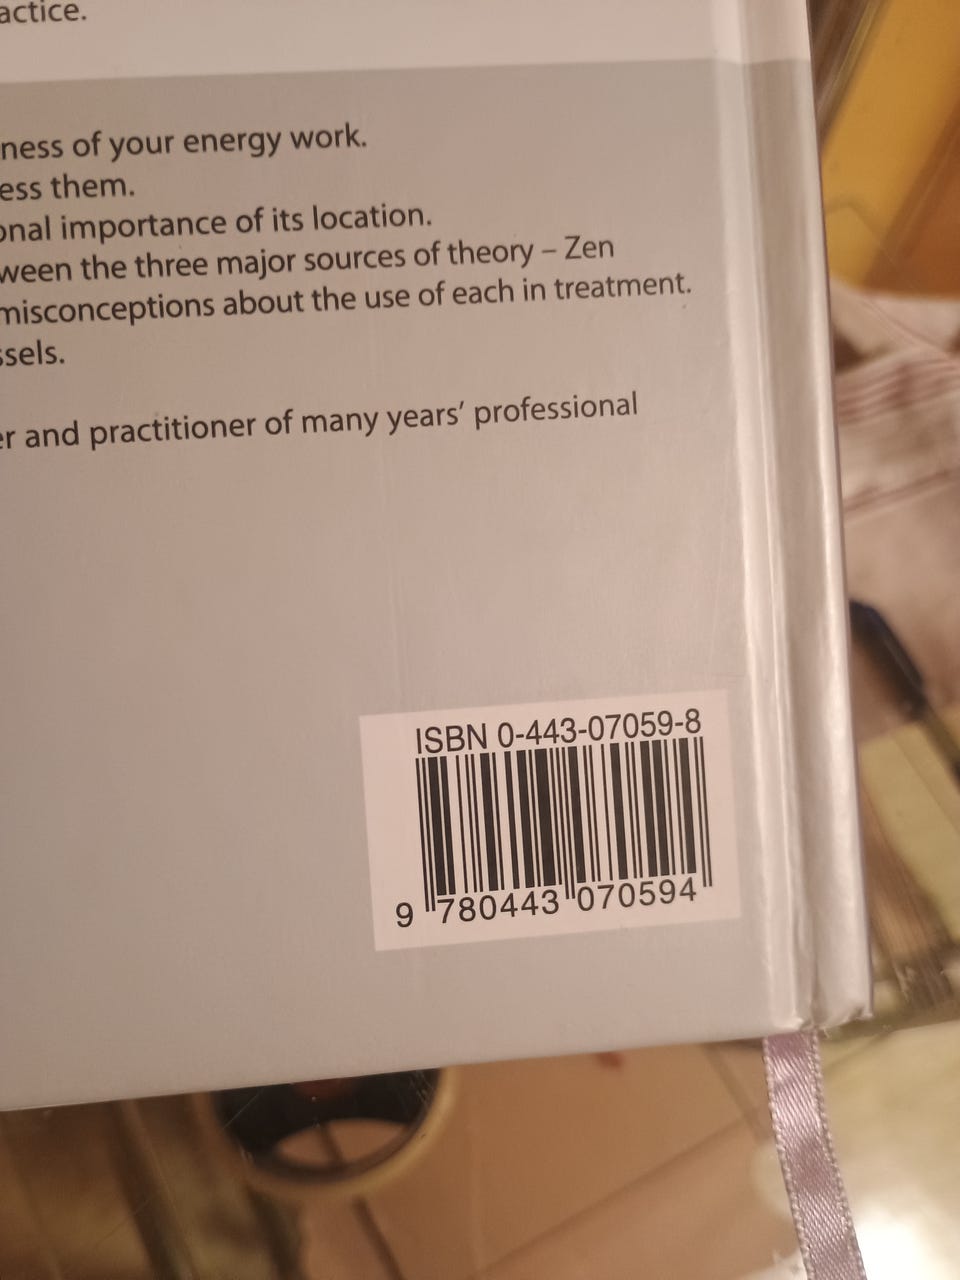 actice.
ness of your energy work.
ess them.
onal importance of its location.
ween the three major sources of theory – Zen
misconceptions about the use of each in treatment.
ssels.
er and practitioner of many years’ professional
ISBN 0-443-07059-8
9 780443 070594